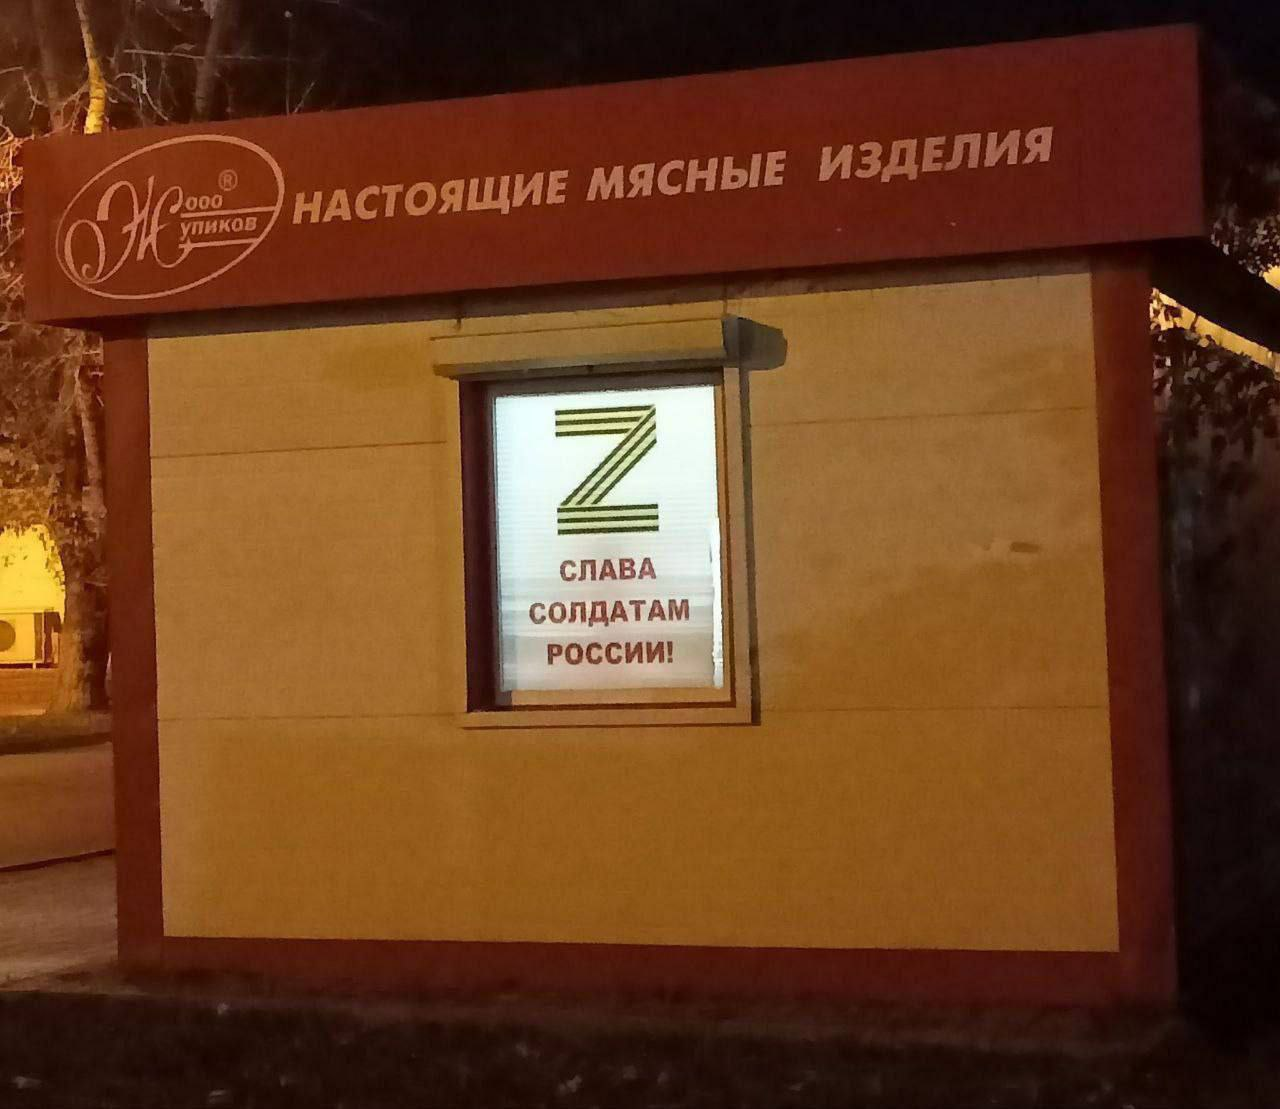 ООО
Жупиков
®
НАСТОЯЩИЕ МЯСНЫЕ ИЗДЕЛИЯ
Z
СЛАВА
СОЛДАТАМ
РОССИИ!